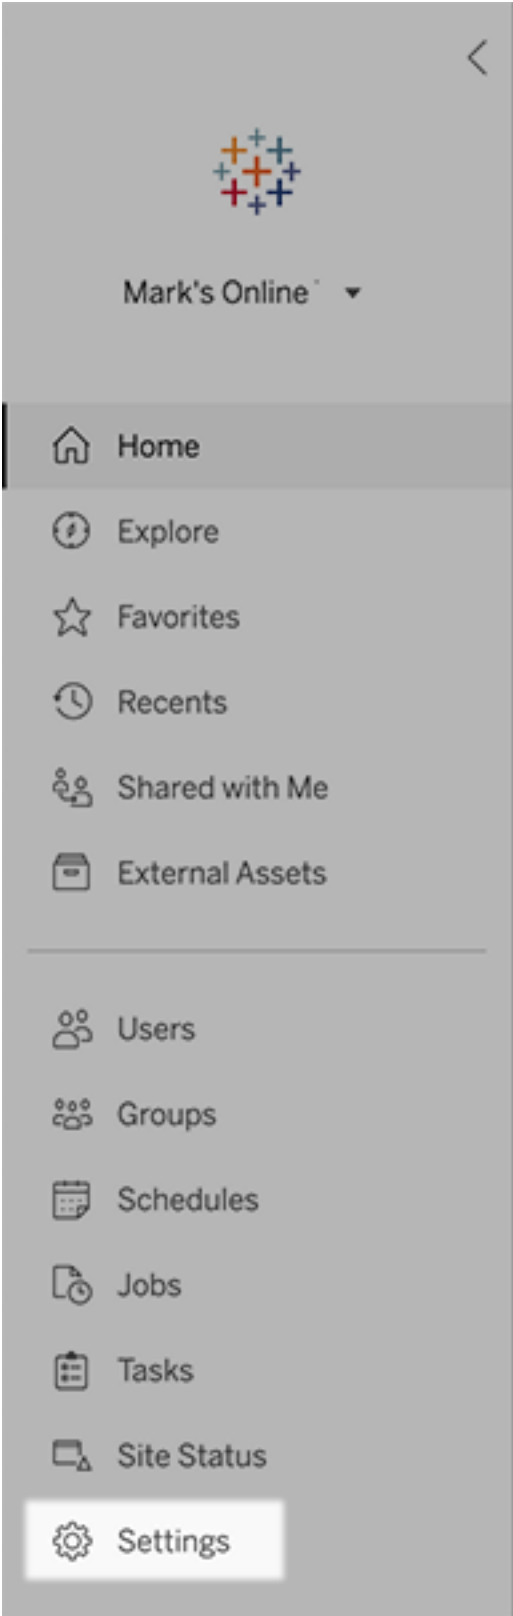 Mark's Online
Home
Explore
Favorites
Recents
Shared with Me
External Assets
Users
Groups
Schedules
Jobs
Tasks
Site Status
Settings